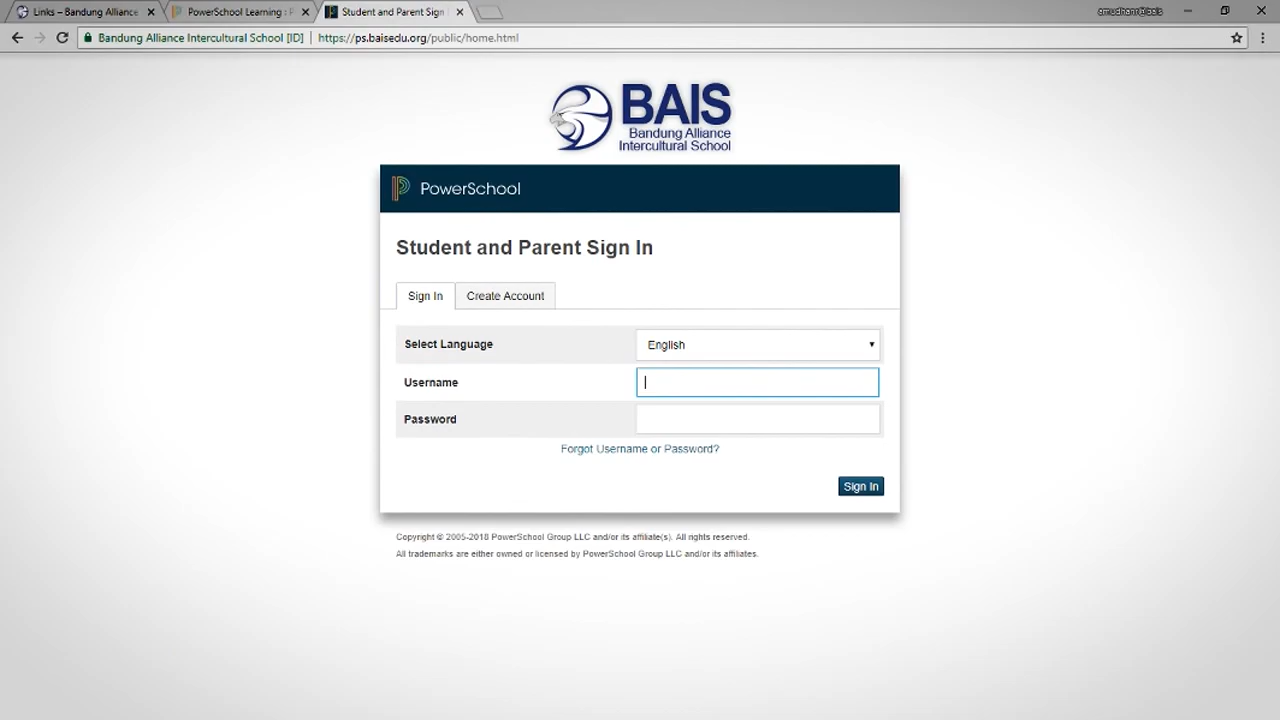 Links – Bandung Alliance
PowerSchool Learning : P
Student and Parent Sign I
amudhant@bais
Bandung Alliance Intercultural School [ID]
https://ps.baisedu.org/public/home.html
BAIS
Bandung Alliance
Intercultural School
PowerSchool
Student and Parent Sign In
Sign In
Create Account
Select Language
English
Username
Password
Forgot Username or Password?
Sign In
Copyright © 2005-2018 PowerSchool Group LLC and/or its affiliate(s). All rights reserved.
All trademarks are either owned or licensed by PowerSchool Group LLC and/or its affiliates.